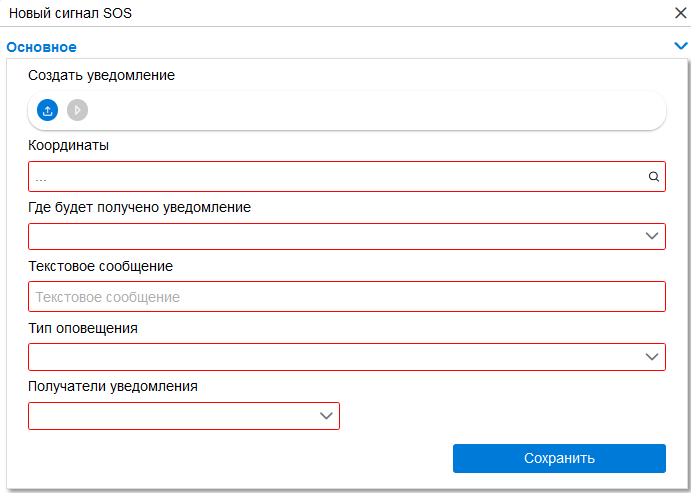 Новый сигнал SOS
Основное
Создать уведомление
Координаты
...
Где будет получено уведомление
Текстовое сообщение
Текстовое сообщение
Тип оповещения
Получатели уведомления
Сохранить